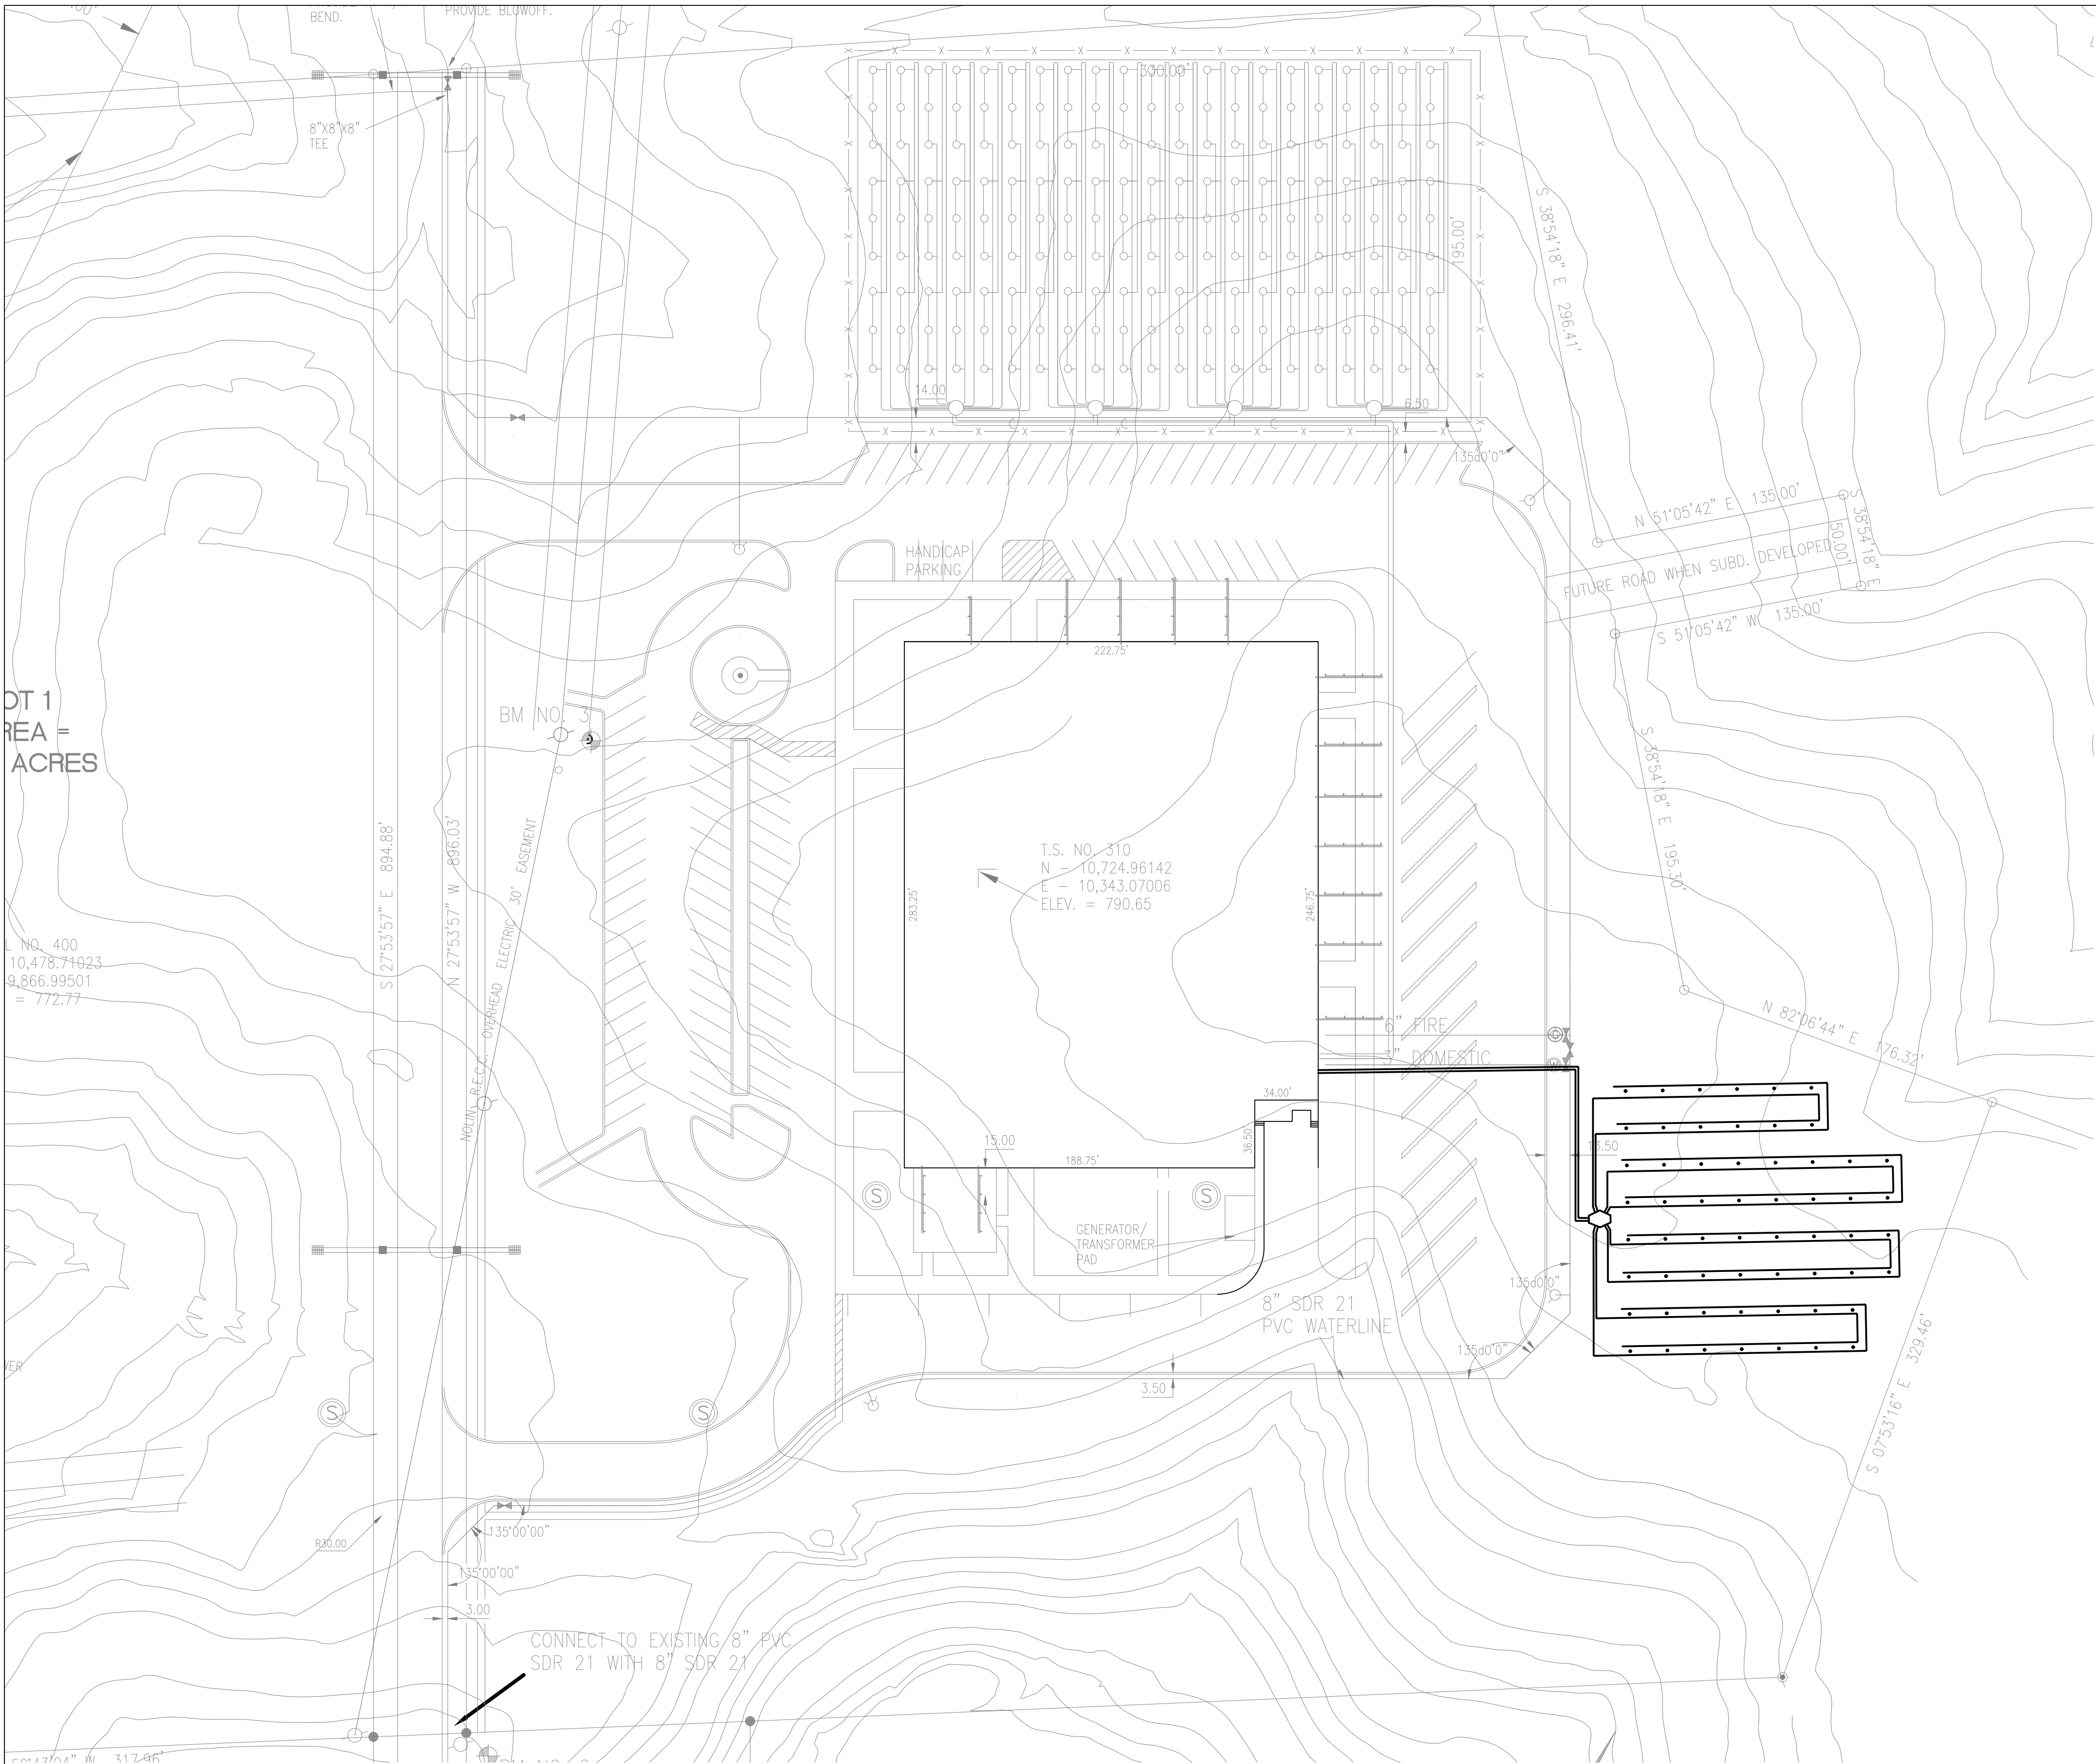 BEND.
PROVIDE BLOWOFF.
8"X8"X8"
TEE
330.00'
195.00'
S 38°54'18" E 296.41'
14.00
6.50
135d0'0"
N 51°05'42" E 135.00'
S 38°54'18" E
50.00'
FUTURE ROAD WHEN SUBD. DEVELOPED
S 51°05'42" W 135.00'
HANDICAP
PARKING
222.75'
OT 1
REA =
ACRES
BM NO. 3
S 38°54'18" E 195.30'
S 27°53'57" E 894.88'
N 27°53'57" W 896.03'
NOLIN R.E.C.C. OVERHEAD ELECTRIC 30' EASEMENT
283.25'
T.S. NO. 310
N - 10,724.96142
E - 10,343.07006
ELEV. = 790.65
246.75'
L NO. 400
10,478.71023
9,866.99501
= 772.77
6" FIRE
G
3" DOMESTIC
W
N 82°06'44" E 176.32'
34.00'
36.50
15.00
188.75'
13.50
S
S
GENERATOR/
TRANSFORMER
PAD
135d0'0"
8" SDR 21
PVC WATERLINE
135d0'0"
VER
3.50
S 07°53'16" E 329.46'
S
S
R30.00
135°00'00"
135°00'00"
3.00
CONNECT TO EXISTING 8" PVC
SDR 21 WITH 8" SDR 21
317.96'
BM NO.